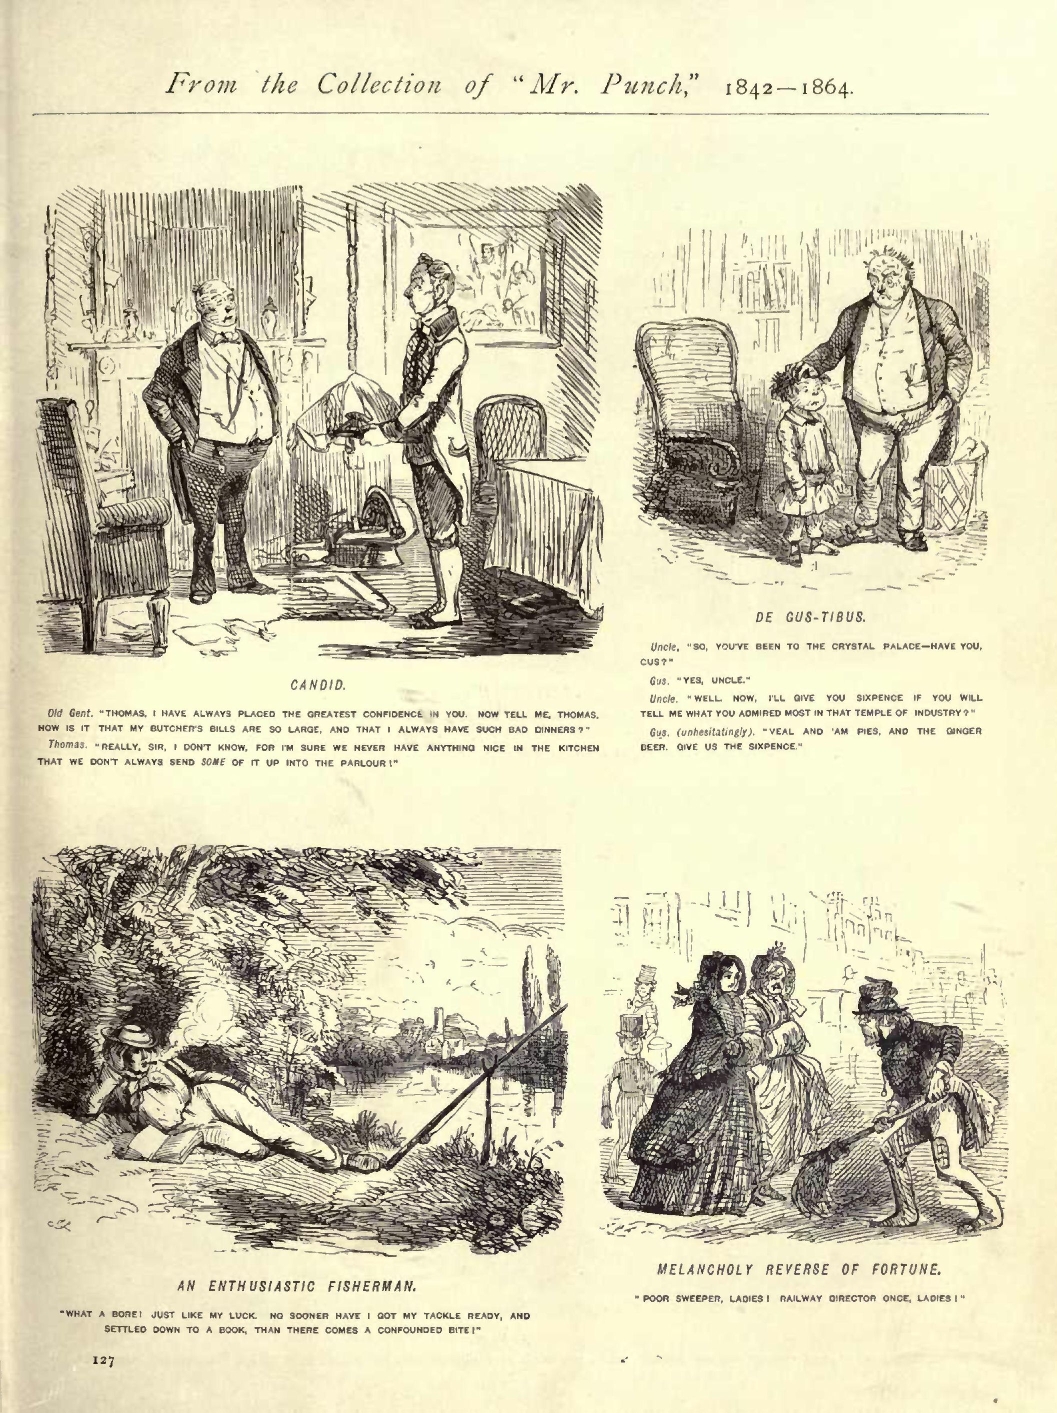 From the Collection of "Mr. Punch," 1842—1864.
CANDID.
Old Gent. "THOMAS, I HAVE ALWAYS PLACED THE GREATEST CONFIDENCE IN YOU. NOW TELL ME, THOMAS,
HOW IS IT THAT MY BUTCHER'S BILLS ARE SO LARGE, AND THAT I ALWAYS HAVE SUCH BAD DINNERS?"
Thomas. "REALLY, SIR, I DON'T KNOW, FOR I'M SURE WE NEVER HAVE ANYTHING NICE IN THE KITCHEN
THAT WE DON'T ALWAYS SEND SOME OF IT UP INTO THE PARLOUR!"
DE GUS-TIBUS.
Uncle. "SO, YOU'VE BEEN TO THE CRYSTAL PALACE—HAVE YOU,
GUS?"
Gus. "YES, UNCLE."
Uncle. "WELL. NOW, I'LL GIVE YOU SIXPENCE IF YOU WILL
TELL ME WHAT YOU ADMIRED MOST IN THAT TEMPLE OF INDUSTRY?"
Gus. (unhesitatingly). "VEAL AND 'AM PIES, AND THE GINGER
BEER. GIVE US THE SIXPENCE."
AN ENTHUSIASTIC FISHERMAN.
"WHAT A BORE! JUST LIKE MY LUCK. NO SOONER HAVE I GOT MY TACKLE READY, AND
SETTLED DOWN TO A BOOK, THAN THERE COMES A CONFOUNDED BITE!"
MELANCHOLY REVERSE OF FORTUNE.
"POOR SWEEPER, LADIES! RAILWAY DIRECTOR ONCE, LADIES!"
127